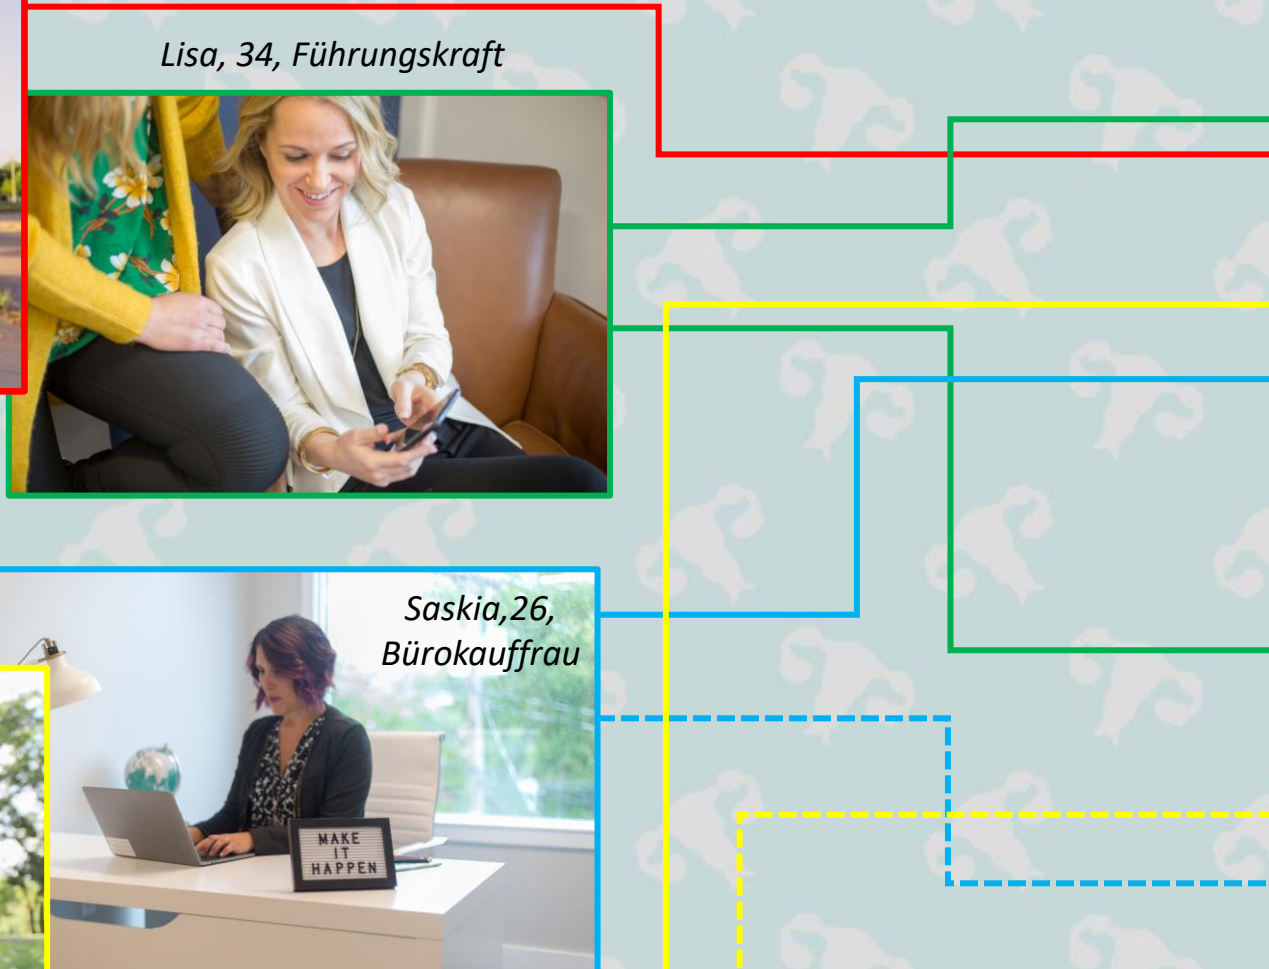 Lisa, 34, Führungskraft
Saskia,26,
Bürokauffrau
MAKE
IT
HAPPEN